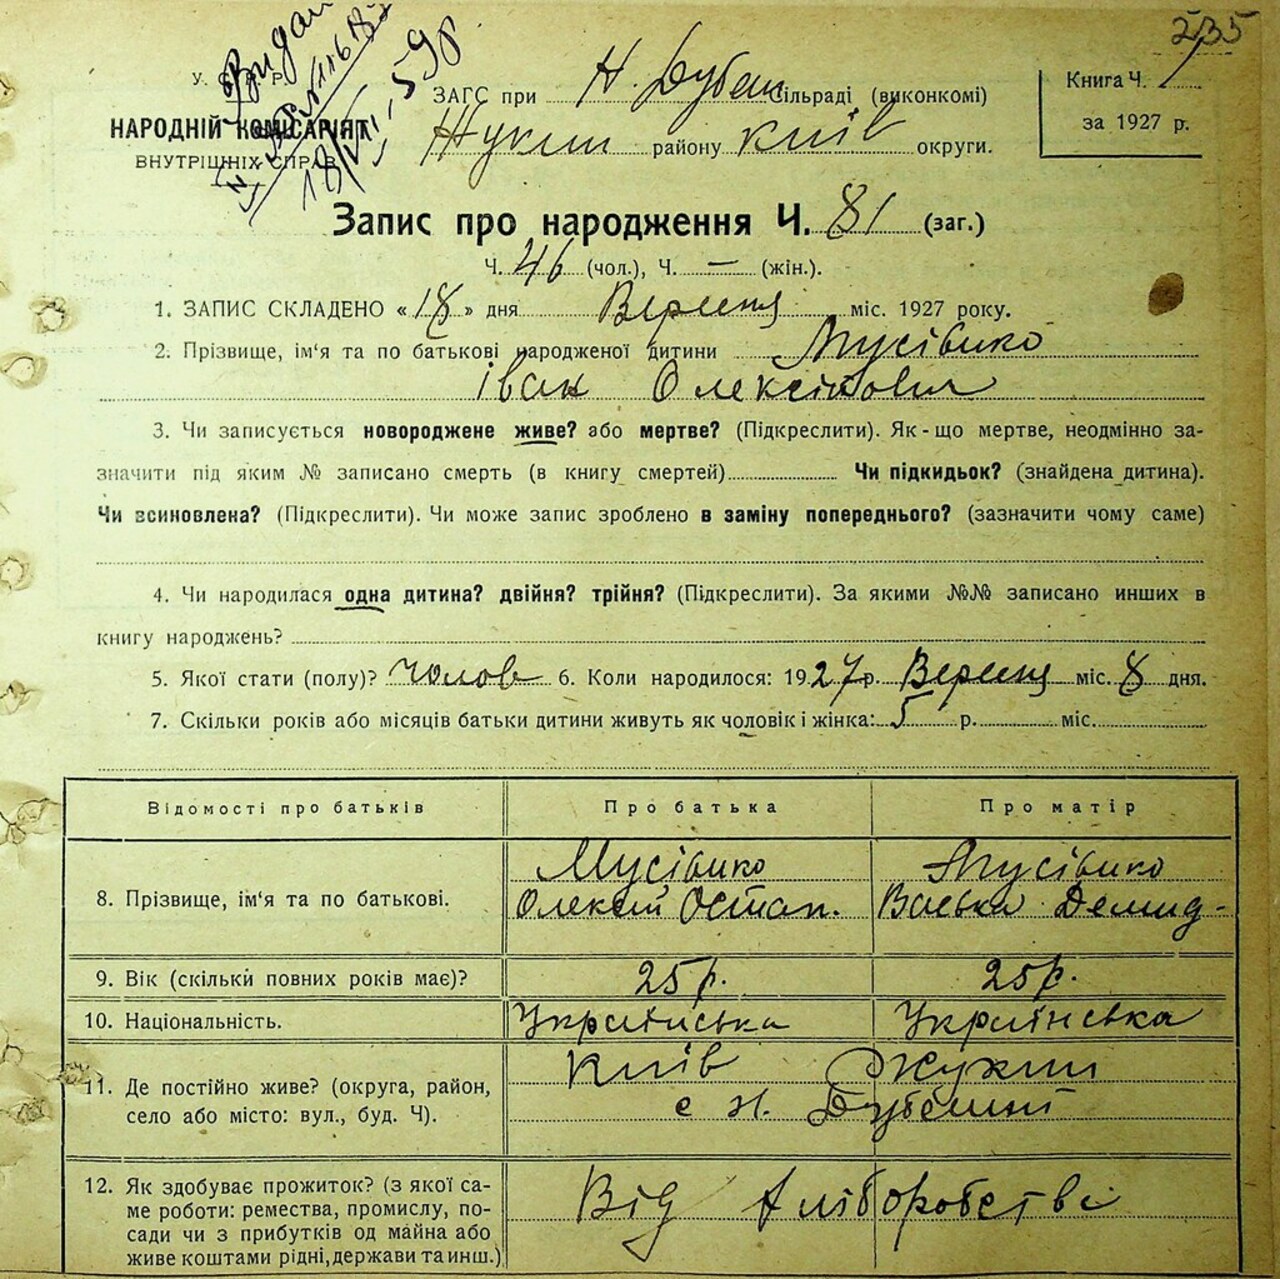 235
Видан
У.С.Р.Р.
НАРОДНІЙ КОМІСАРІЯТ
ВНУТРІШНІХ СПРАВ
ЗАГС при Н. Дубеч Сільраді (виконкомі)
Жукин району Київ округи.
Книга Ч. 1
за 1927 р.
Запис про народження Ч. 81 (заг.)
Ч. 46 (чол.), Ч. — (жін.).
1. ЗАПИС СКЛАДЕНО «18» дня Вересня міс. 1927 року.
2. Прізвище, ім'я та по батькові народженої дитини Мусієнко
Іван Олексійович
3. Чи записується новороджене живе? або мертве? (Підкреслити). Як-що мертве, неодмінно за-
значити під яким № записано смерть (в книгу смертей) Чи підкидьок? (знайдена дитина).
Чи всиновлена? (Підкреслити). Чи може запис зроблено в заміну попереднього? (зазначити чому саме)
4. Чи народилася одна дитина? двійня? трійня? (Підкреслити). За якими №№ записано инших в
книгу народжень?
5. Якої стати (полу)? Чолов 6. Коли народилося: 1927 р. Вересня міс. 8 дня.
7. Скільки років або місяців батьки дитини живуть як чоловік і жінка: 5 р. міс.
Відомості про батьків Про батька Про матір
8. Прізвище, ім'я та по батькові. Мусієнко Мусієнко
Олексій Остап. Демид-
9. Вік (скільки повних років має)? 25 р. 25 р.
10. Національність. Українська Українська
11. Де постійно живе? (округа, район, Київ Жукин
село або місто: вул., буд. Ч). с Н. Дубечні
12. Як здобуває прожиток? (з якої са-
ме роботи: ремества, промислу, по- Від хліборобства
сади чи з прибутків од майна або
живе коштами рідні, держави та инш.)